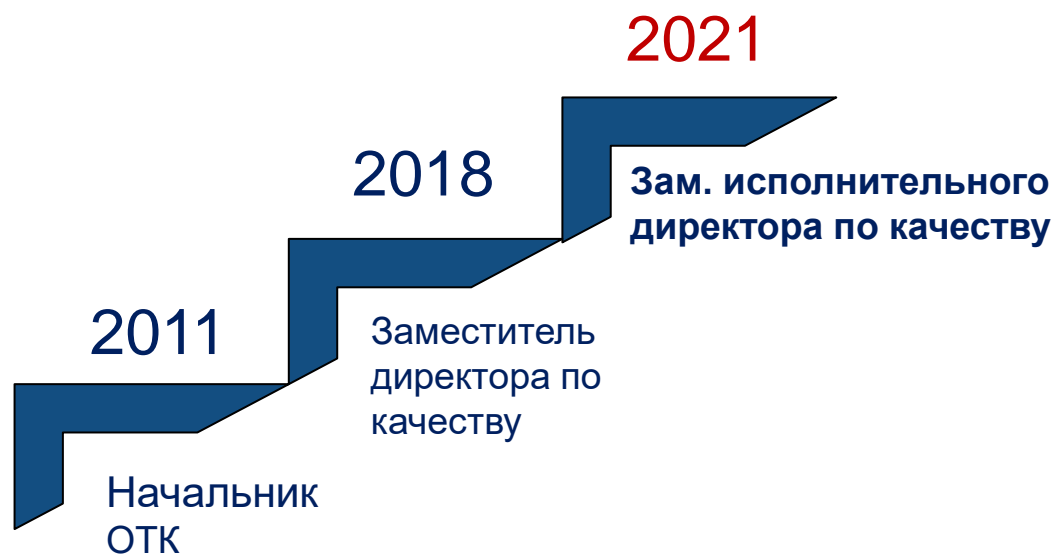 2021
Зам. исполнительного
директора по качеству
2018
Заместитель
директора по
качеству
2011
Начальник
ОТК